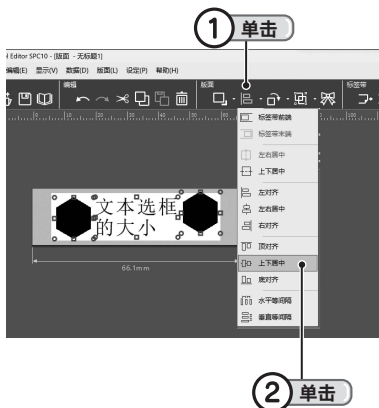 ① 单击
Editor SPC10 - [版面 - 无标题1]
编辑(E) 显示(V) 数据(D) 版面(L) 设定(P) 帮助(H)
编辑 版面 标签带
标签带前端
标签带末端
左右居中
上下居中
左对齐
左右居中
右对齐
顶对齐
上下居中
底对齐
水平等间隔
垂直等间隔
文本选框
的大小
66.1mm
② 单击